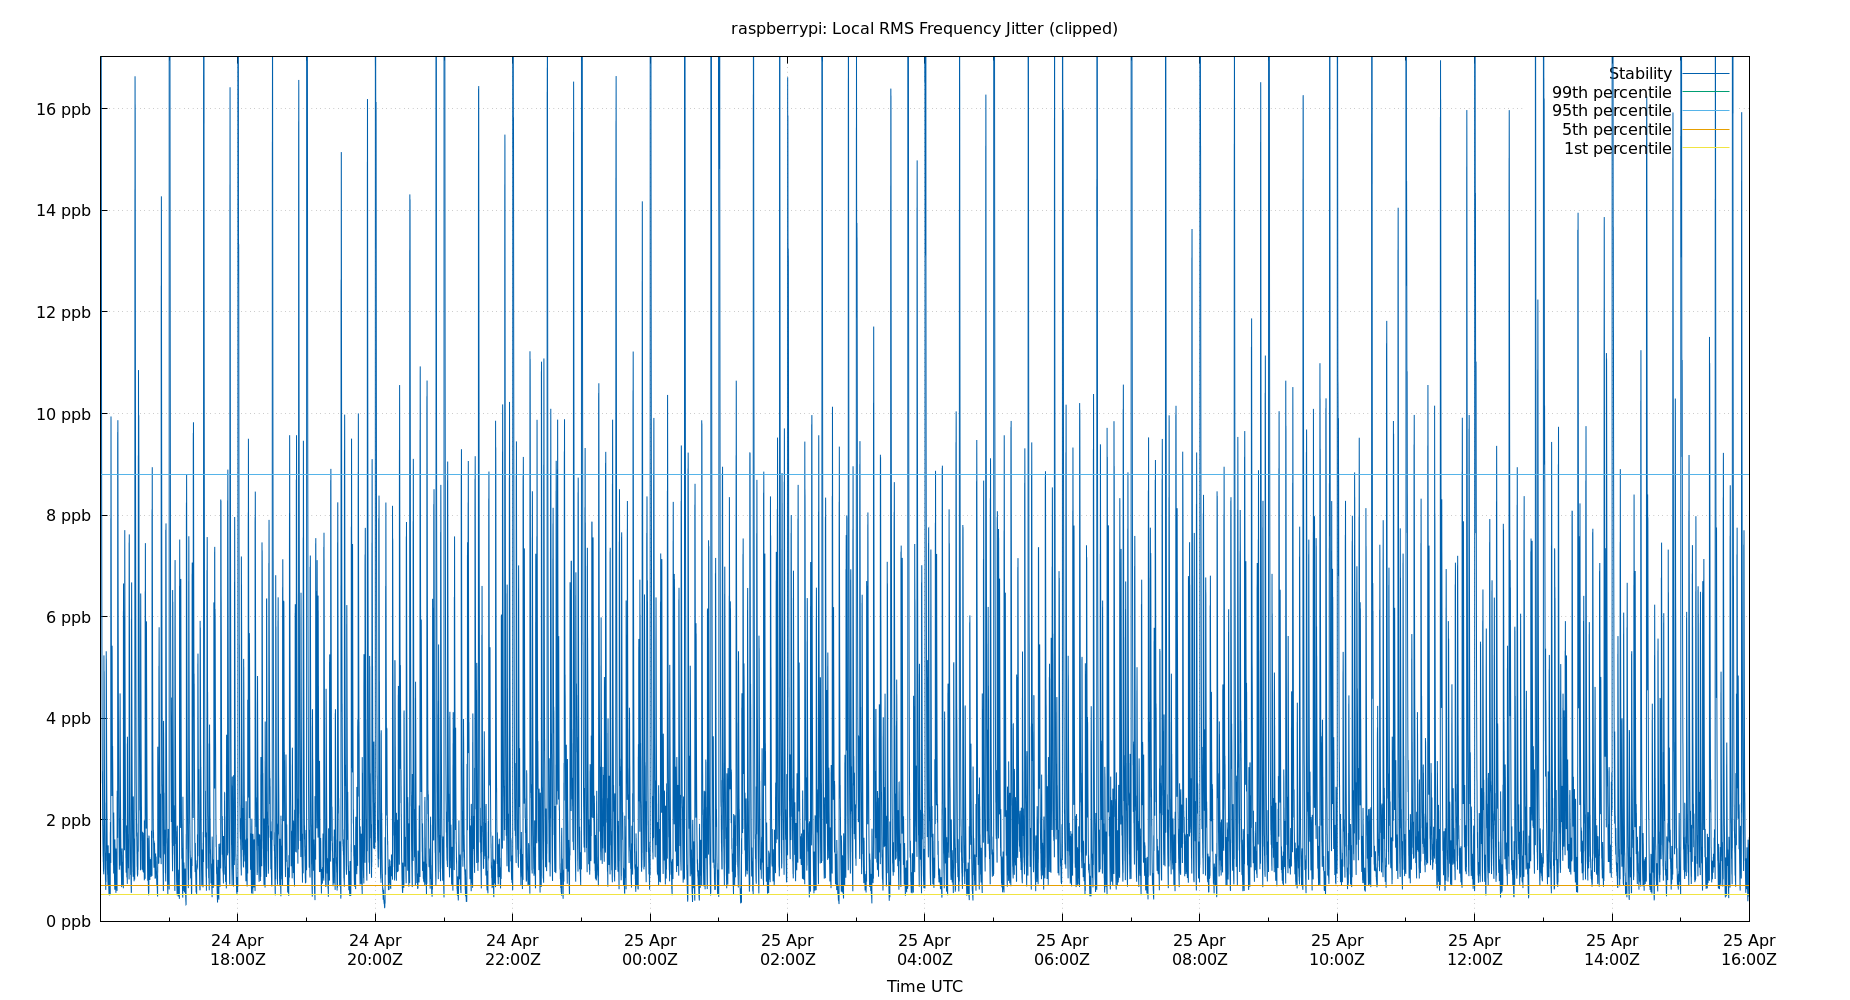 raspberrypi: Local RMS Frequency Jitter (clipped)
Stability
99th percentile
95th percentile
5th percentile
1st percentile
16 ppb
14 ppb
12 ppb
10 ppb
8 ppb
6 ppb
4 ppb
2 ppb
0 ppb
24 Apr 24 Apr 24 Apr 25 Apr 25 Apr 25 Apr 25 Apr 25 Apr 25 Apr 25 Apr 25 Apr 25 Apr
18:00Z 20:00Z 22:00Z 00:00Z 02:00Z 04:00Z 06:00Z 08:00Z 10:00Z 12:00Z 14:00Z 16:00Z
Time UTC